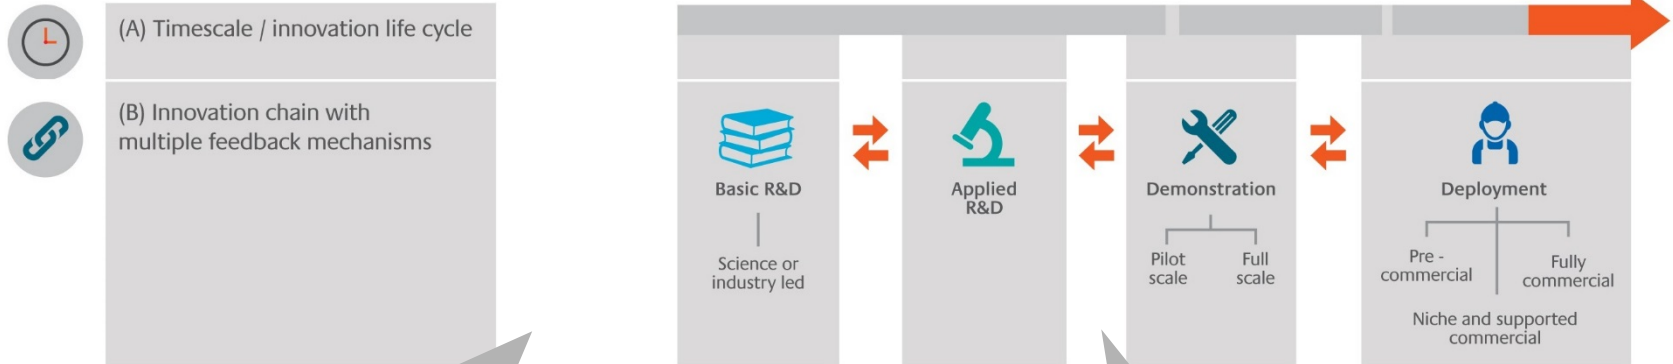 (A) Timescale / innovation life cycle
(B) Innovation chain with
multiple feedback mechanisms
Basic R&D
Science or
industry led
Applied
R&D
Demonstration
Pilot
scale
Full
scale
Deployment
Pre -
commercial
Fully
commercial
Niche and supported
commercial